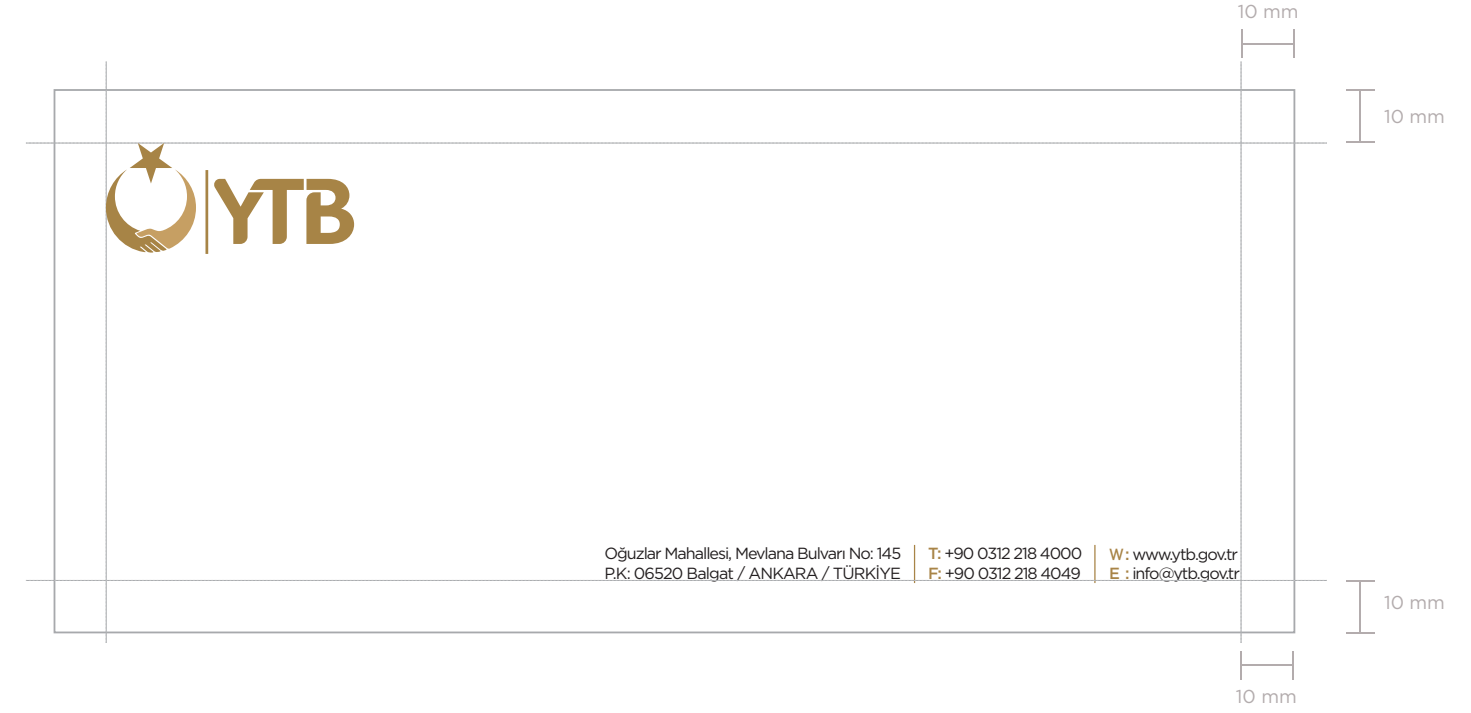 10 mm
10 mm
YTB
Oğuzlar Mahallesi, Mevlana Bulvarı No: 145
P.K: 06520 Balgat / ANKARA / TÜRKİYE
T: +90 0312 218 4000
F: +90 0312 218 4049
W: www.ytb.gov.tr
E : info@ytb.gov.tr
10 mm
10 mm